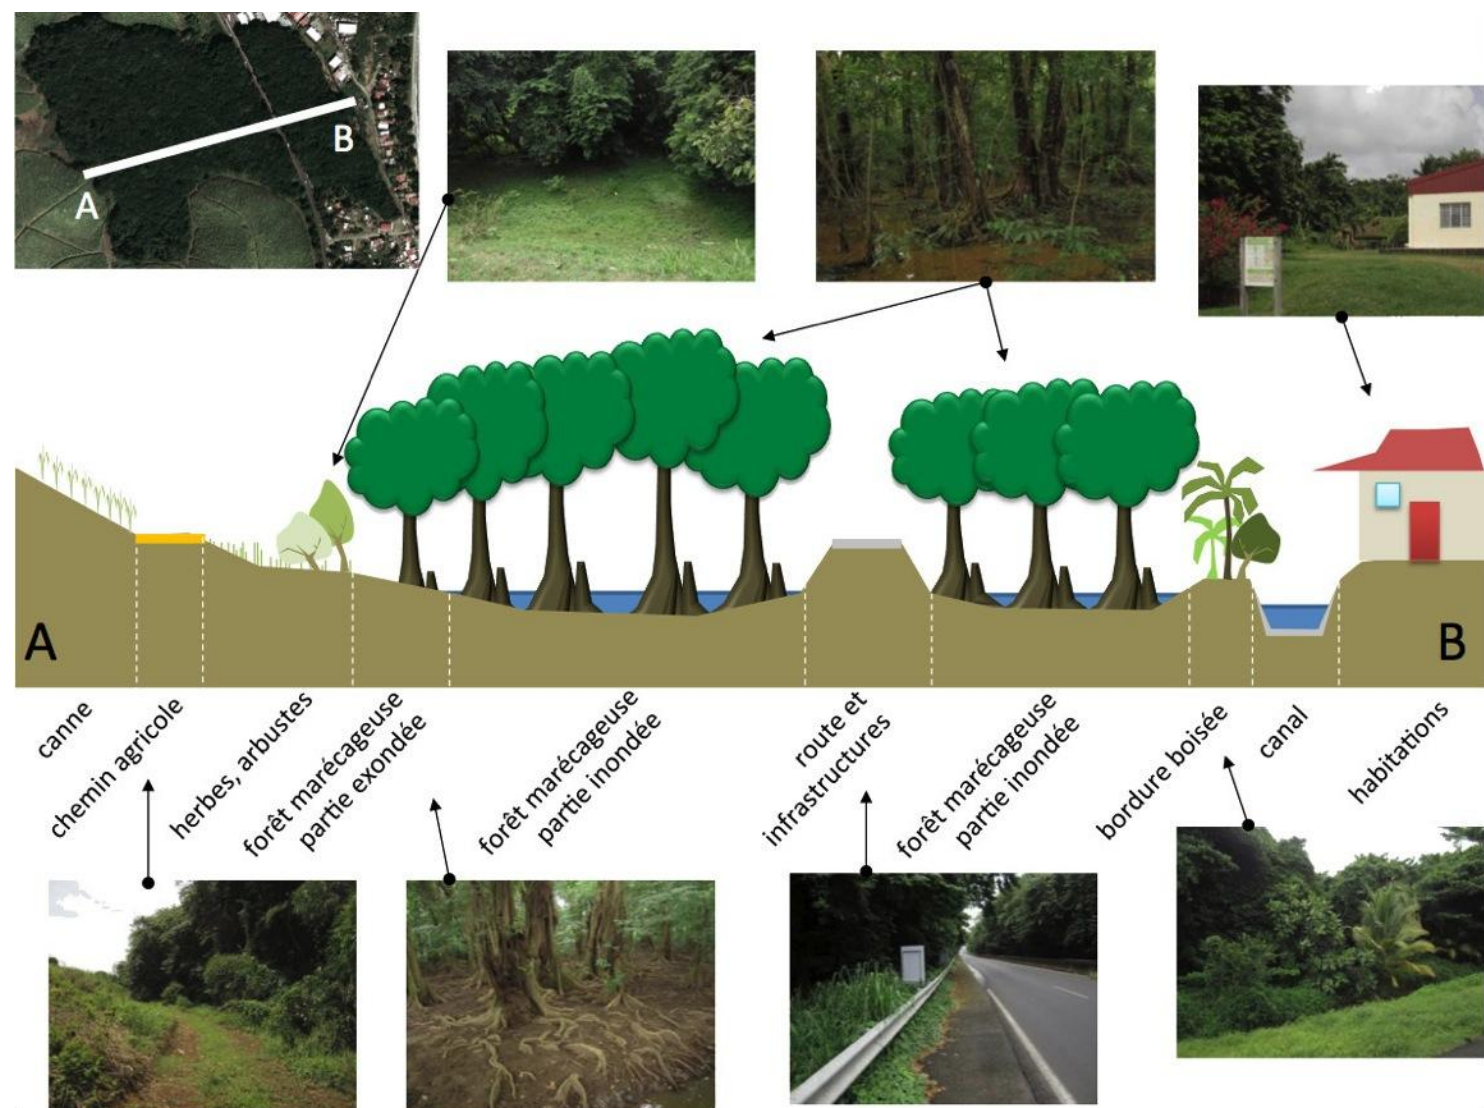 A
B
A
B
canne
chemin agricole
herbes, arbustes
forêt marécageuse
partie exondée
forêt marécageuse
partie inondée
route et
infrastructures
forêt marécageuse
partie inondée
bordure boisée
canal
habitations